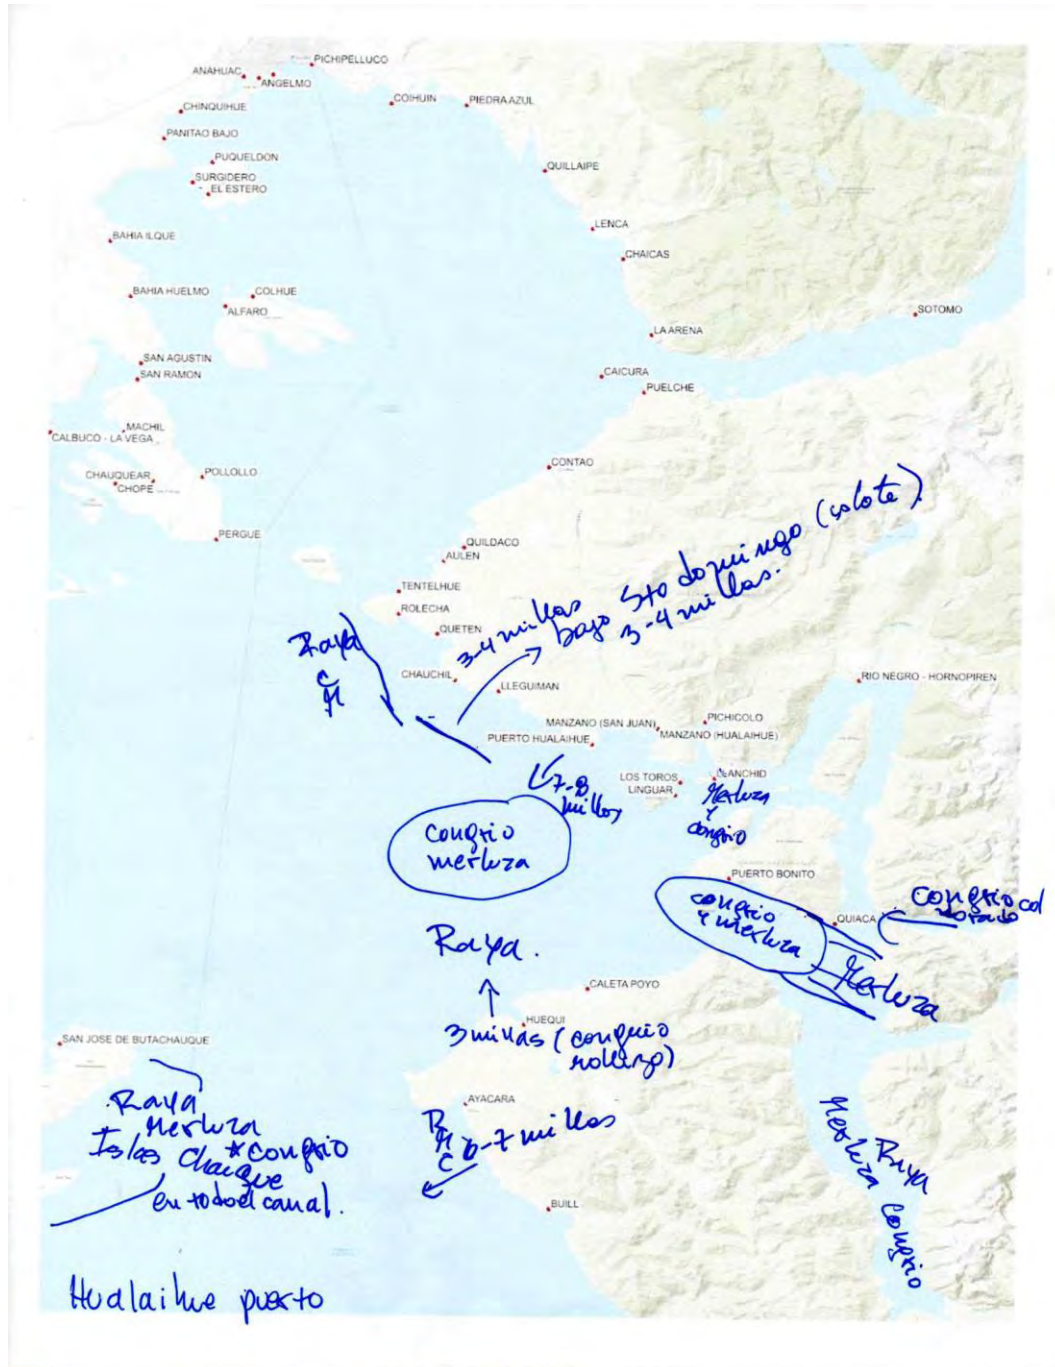 PICHIPELLUCO
ANAHUAC
ANGELMO
COIHUIN
PIEDRA AZUL
CHINQUIHUE
PANITAO BAJO
PUQUELDON
QUILLAIPE
SURGIDERO
EL ESTERO
LENCA
BAHIA ILQUE
CHAICAS
BAHIA HUELMO
COLHUE
ALFARO
SOTOMO
LA ARENA
SAN AGUSTIN
SAN RAMON
CAICURA
PUELCHE
MACHIL
CALBUCO - LA VEGA
CONTAO
CHAUQUEAR
CHOPE
POLLOLLO
PERGUE
QUILDACO
AULEN
TENTELHUE
ROLECHA
QUETEN
3-4 millas
bajo Sto domingo (solote).
3-4 millas.
Raya
C
M
CHAUCHIL
LLEGUIMAN
RIO NEGRO - HORNOPIREN
MANZANO (SAN JUAN)
PICHICOLO
PUERTO HUALAIHUE
MANZANO (HUALAIHUE)
LOS TOROS
LINGUAR
LLANCHID
7-8
millas
Merluza
y
congrio
congrio
merluza
PUERTO BONITO
congrio
y merluza
QUIACA
congrio col
orado
Merluza
Raya.
CALETA POYO
HUEQUI
3 millas (congrio
rollizo)
SAN JOSE DE BUTACHAUQUE
AYACARA
Raya
Merluza
Islas Chauque
* congrio
en todo el canal.
R
M
C 6-7 millas
BUILL
Raya
Merluza congrio
Hualaihue puerto